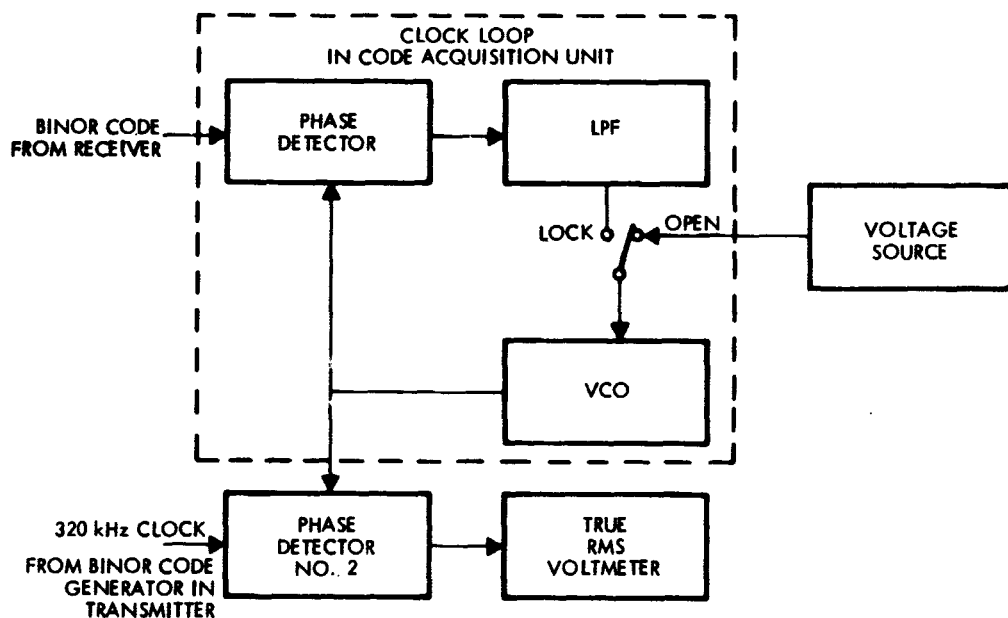 CLOCK LOOP
IN CODE ACQUISITION UNIT
BINOR CODE
FROM RECEIVER
PHASE
DETECTOR
LPF
LOCK
OPEN
VOLTAGE
SOURCE
VCO
320 kHz CLOCK
FROM BINOR CODE
GENERATOR IN
TRANSMITTER
PHASE
DETECTOR
NO.. 2
TRUE
RMS
VOLTMETER